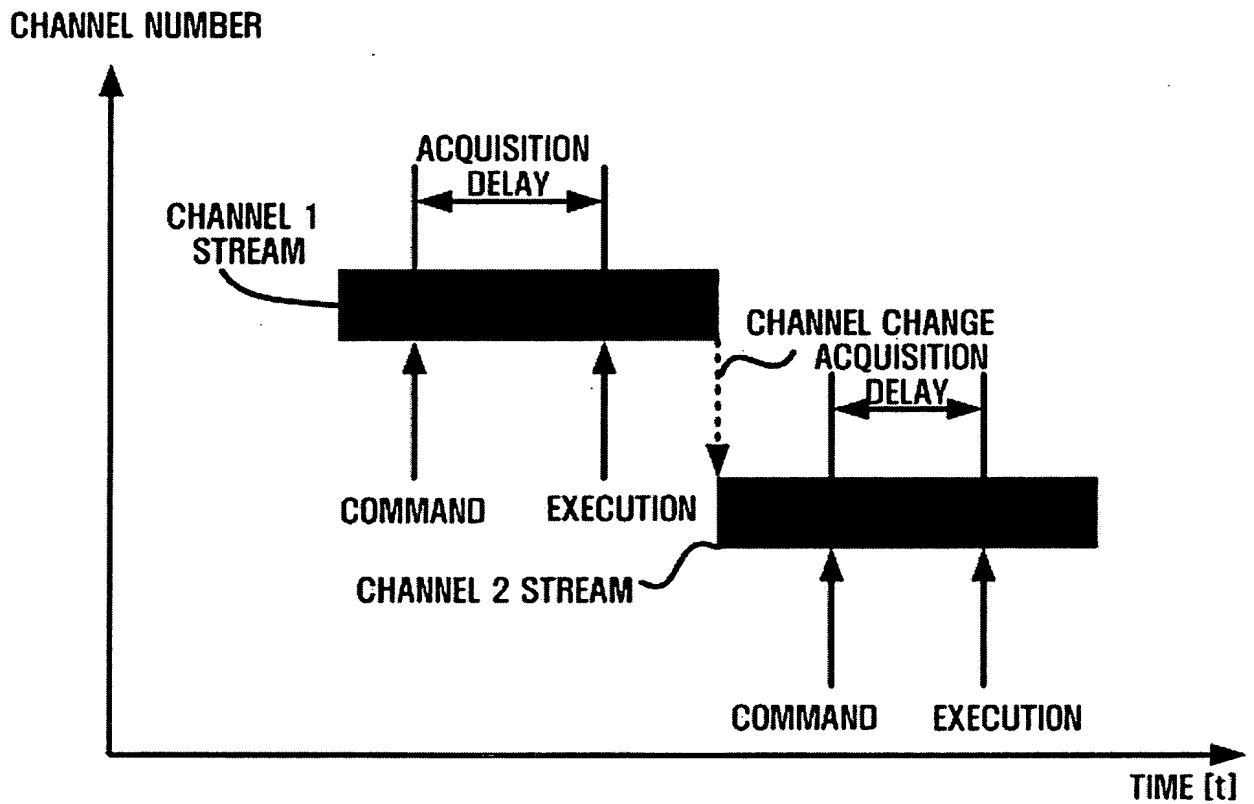 CHANNEL NUMBER
ACQUISITION
DELAY
CHANNEL 1
STREAM
CHANNEL CHANGE
ACQUISITION
DELAY
COMMAND
EXECUTION
CHANNEL 2 STREAM
COMMAND
EXECUTION
TIME [t]